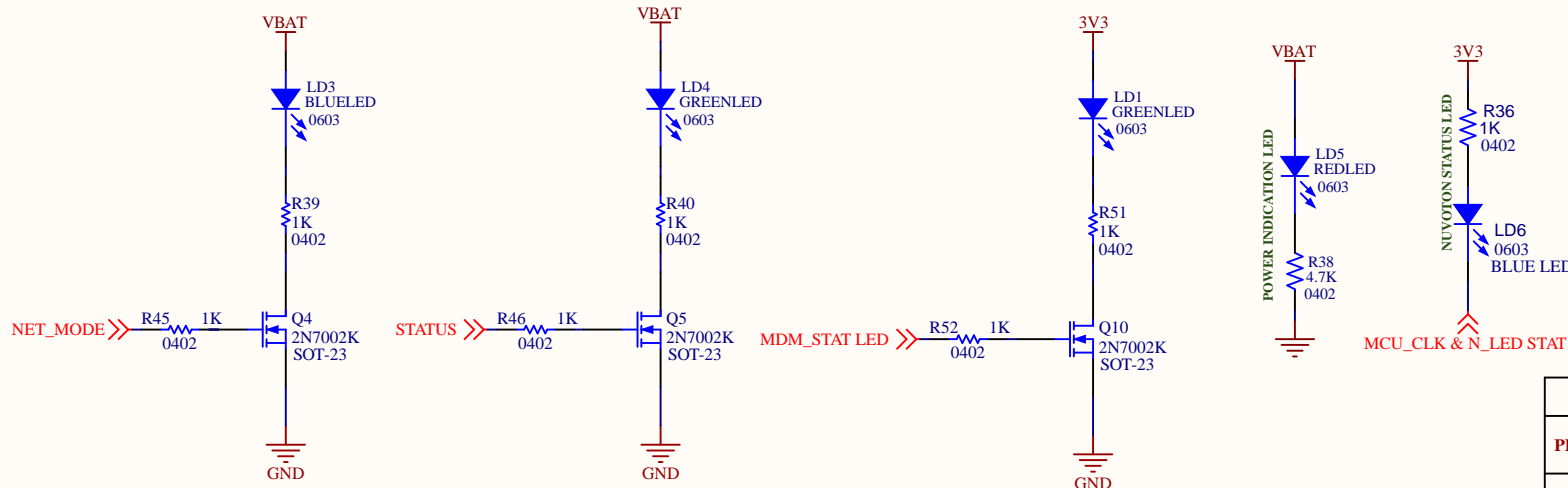 VBAT
LD3
BLUELED
0603
R39
1K
0402
NET_MODE
R45
1K
0402
Q4
2N7002K
SOT-23
GND
VBAT
LD4
GREENLED
0603
R40
1K
0402
STATUS
R46
1K
0402
Q5
2N7002K
SOT-23
GND
3V3
LD1
GREENLED
0603
R51
1K
0402
MDM_STAT LED
R52
1K
0402
Q10
2N7002K
SOT-23
GND
VBAT
POWER INDICATION LED
LD5
REDLED
0603
R38
4.7K
0402
3V3
NUVOTON STATUS LED
R36
1K
0402
LD6
0603
BLUE LED
MCU_CLK & N_LED STAT